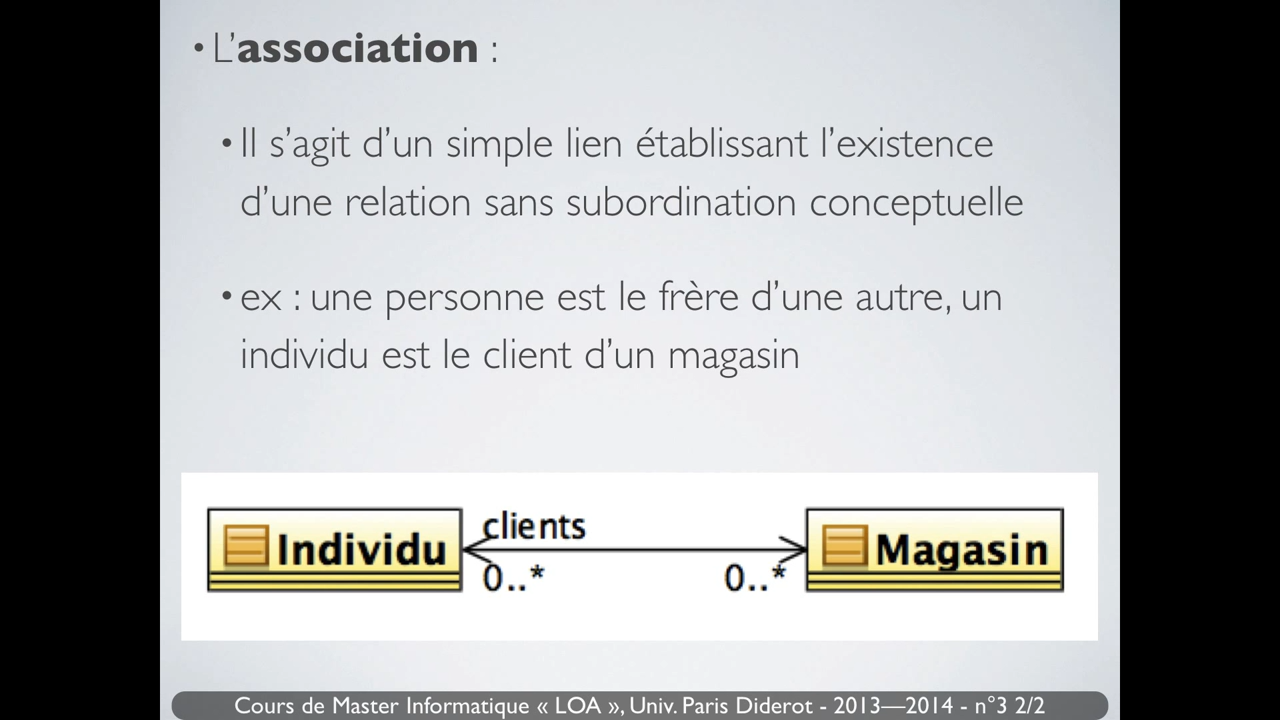 • L’association :
• Il s’agit d’un simple lien établissant l’existence
d’une relation sans subordination conceptuelle
• ex : une personne est le frère d’une autre, un
individu est le client d’un magasin
Individu
clients
0..*
0..*
Magasin
Cours de Master Informatique « LOA », Univ. Paris Diderot - 2013—2014 - n°3 2/2